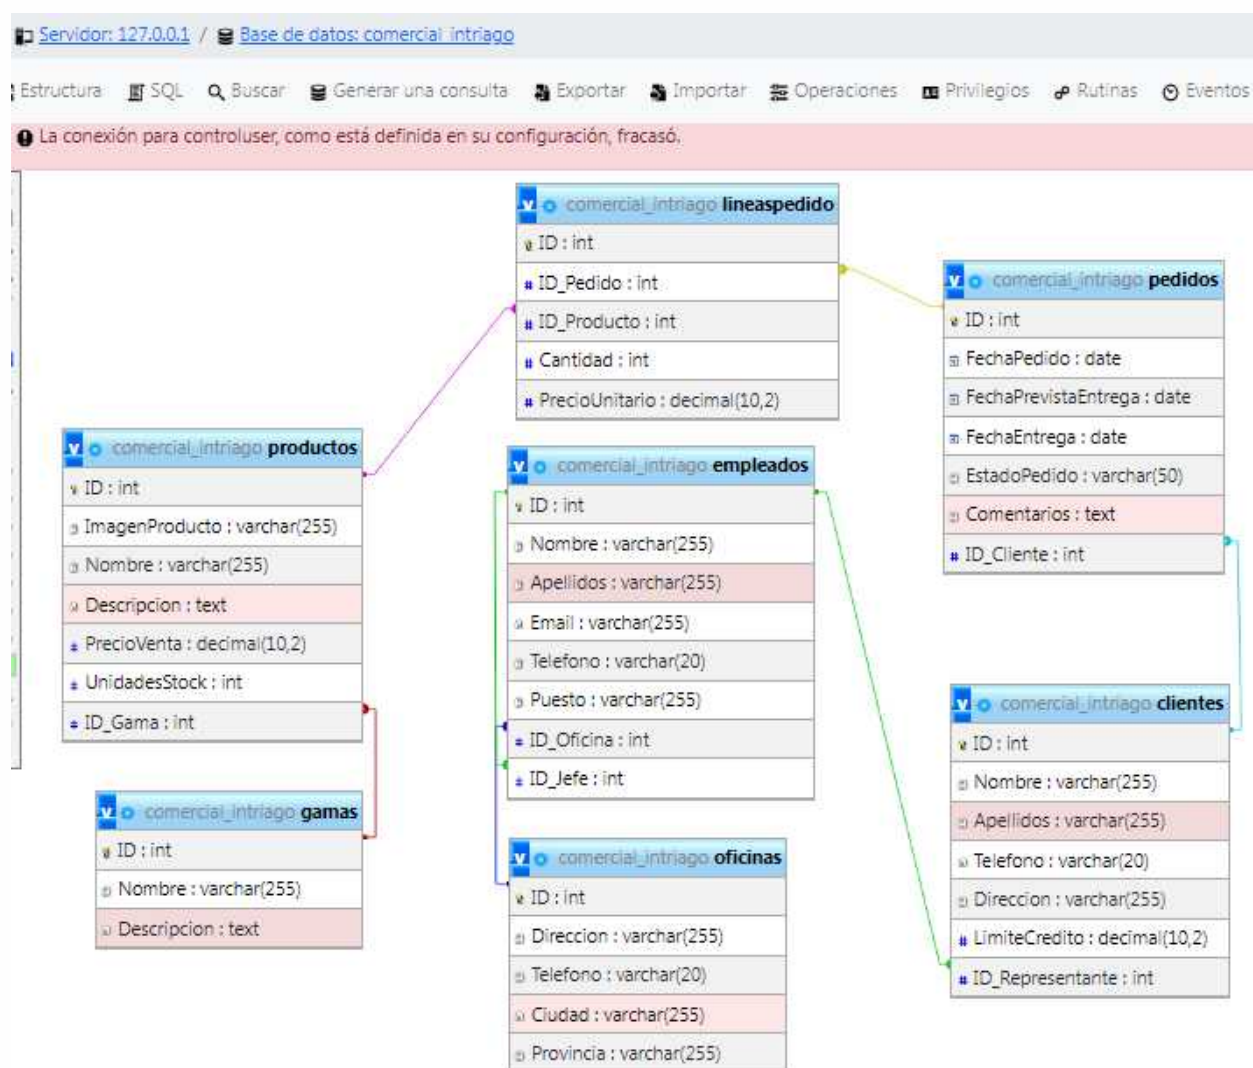 Servidor: 127.0.0.1 / Base de datos: comercial_intriago
Estructura SQL Buscar Generar una consulta Exportar Importar Operaciones Privilegios Rutinas Eventos
La conexión para controluser, como está definida en su configuración, fracasó.
comercial_intriago lineaspedido
ID : int
ID_Pedido : int
ID_Producto : int
Cantidad : int
PrecioUnitario : decimal(10,2)
comercial_intriago pedidos
ID : int
FechaPedido : date
FechaPrevistaEntrega : date
FechaEntrega : date
EstadoPedido : varchar(50)
Comentarios : text
ID_Cliente : int
comercial_intriago productos
ID : int
ImagenProducto : varchar(255)
Nombre : varchar(255)
Descripcion : text
PrecioVenta : decimal(10,2)
UnidadesStock : int
ID_Gama : int
comercial_intriago empleados
ID : int
Nombre : varchar(255)
Apellidos : varchar(255)
Email : varchar(255)
Telefono : varchar(20)
Puesto : varchar(255)
ID_Oficina : int
ID_Jefe : int
comercial_intriago clientes
ID : int
Nombre : varchar(255)
Apellidos : varchar(255)
Telefono : varchar(20)
Direccion : varchar(255)
LimiteCredito : decimal(10,2)
ID_Representante : int
comercial_intriago gamas
ID : int
Nombre : varchar(255)
Descripcion : text
comercial_intriago oficinas
ID : int
Direccion : varchar(255)
Telefono : varchar(20)
Ciudad : varchar(255)
Provincia : varchar(255)